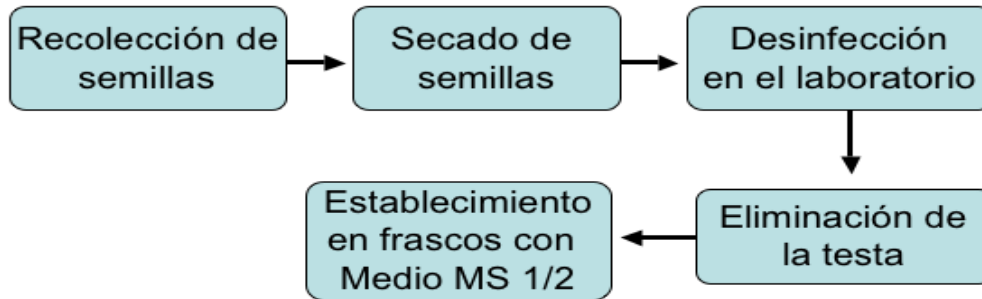 Recolección de
semillas
Secado de
semillas
Desinfección
en el laboratorio
Eliminación de
la testa
Establecimiento
en frascos con
Medio MS 1/2